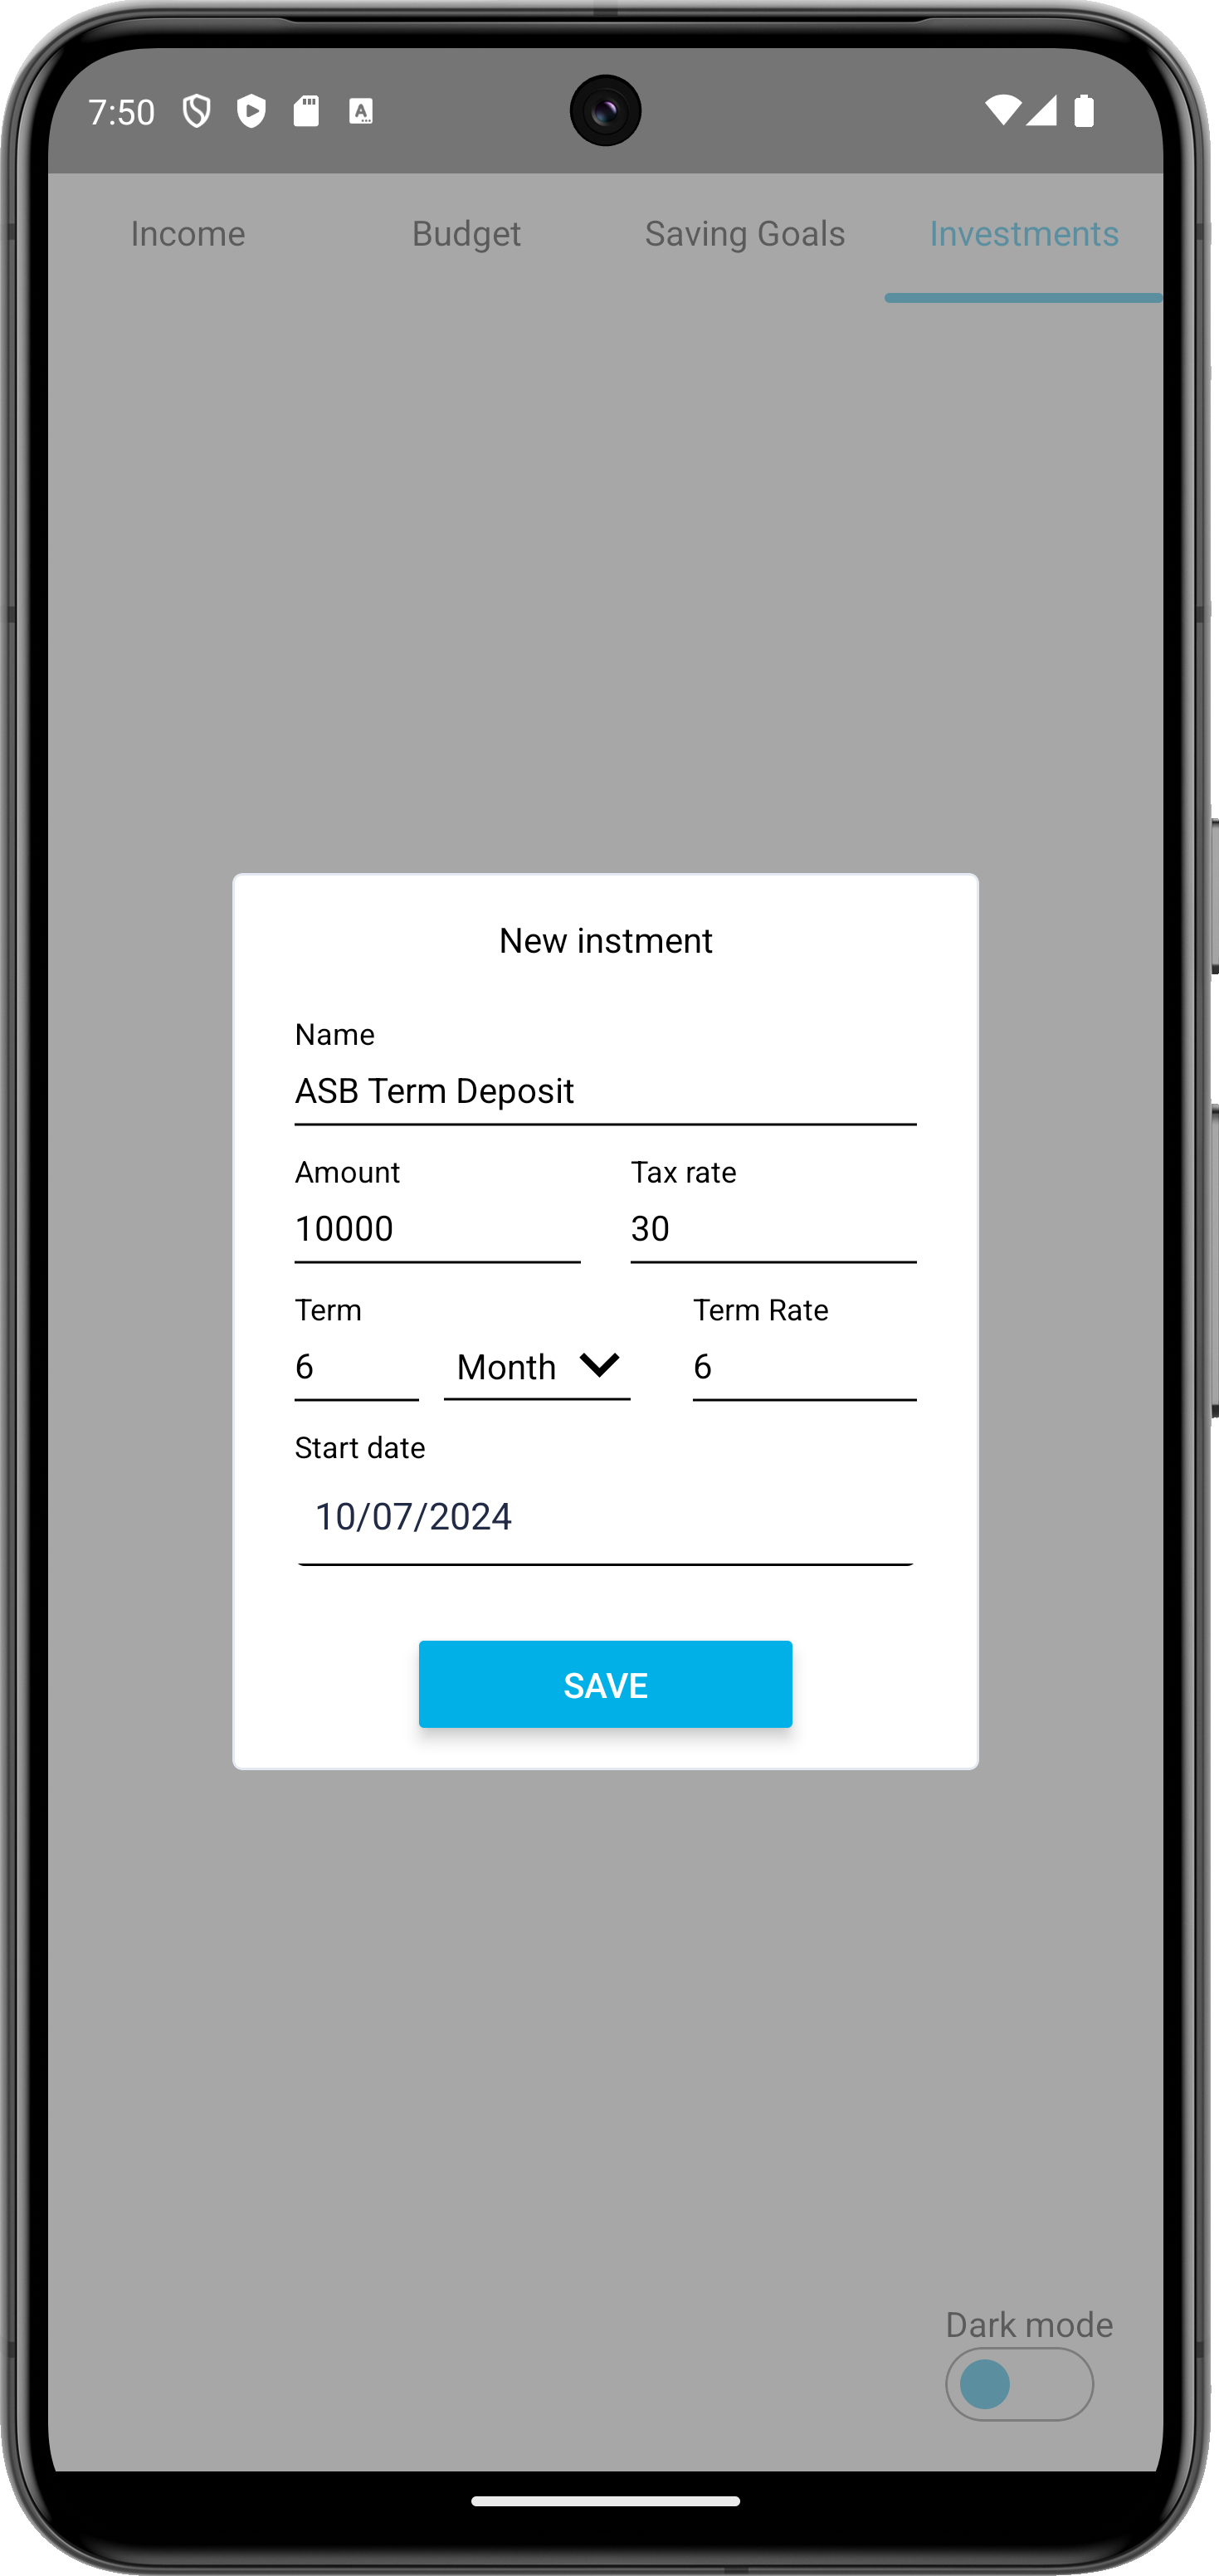 7:50
Income Budget Saving Goals Investments
New instment
Name
ASB Term Deposit
Amount Tax rate
10000 30
Term Term Rate
6 Month 6
Start date
10/07/2024
SAVE
Dark mode